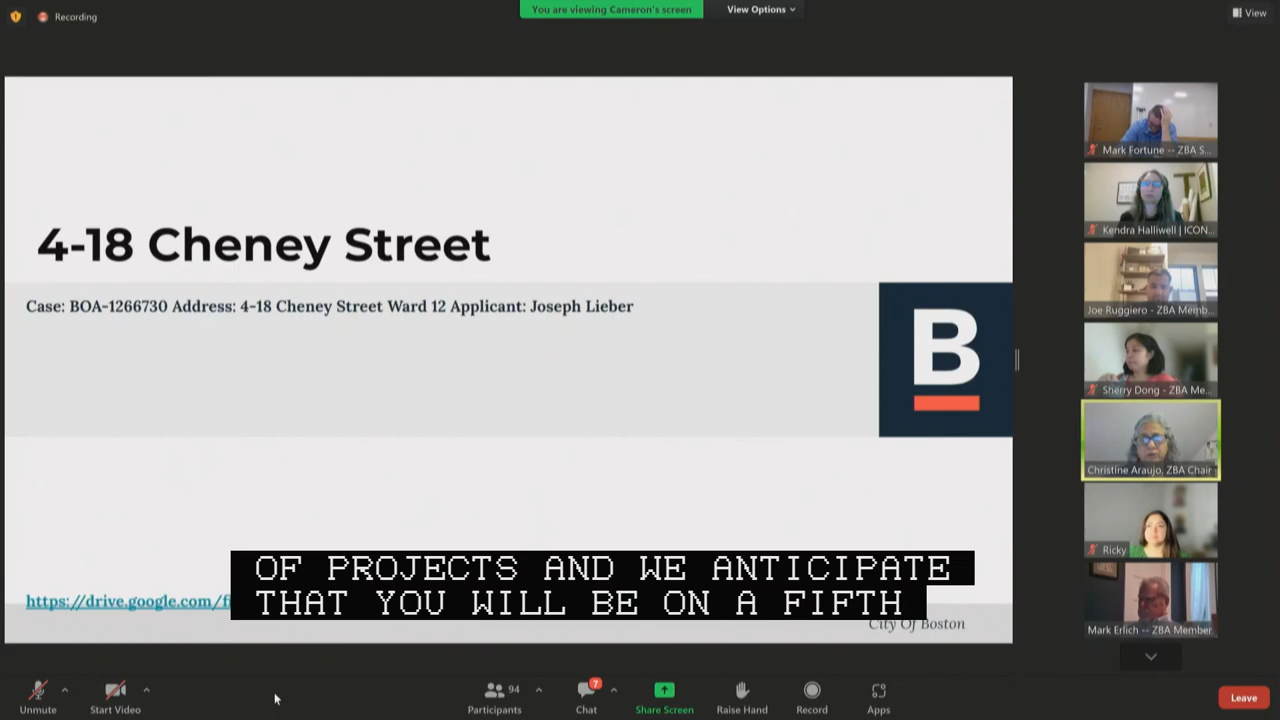 Recording
You are viewing Cameron's screen
View Options
View
4-18 Cheney Street
Case: BOA-1266730 Address: 4-18 Cheney Street Ward 12 Applicant: Joseph Lieber
B
https://drive.google.com/f
OF PROJECTS AND WE ANTICIPATE
THAT YOU WILL BE ON A FIFTH
City Of Boston
Mark Fortune -- ZBA S...
Kendra Halliwell | ICON...
Joe Ruggiero - ZBA Memb...
Sherry Dong - ZBA Me...
Christine Araujo, ZBA Chair
Ricky
Mark Erlich -- ZBA Member
Unmute
Start Video
94
Participants
7
Chat
Share Screen
Raise Hand
Record
Apps
Leave